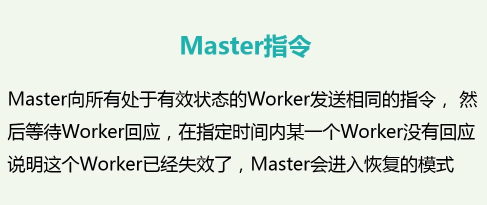 Master指令
Master向所有处于有效状态的Worker发送相同的指令，然
后等待Worker回应，在指定时间内某一个Worker没有回应
说明这个Worker已经失效了，Master会进入恢复的模式